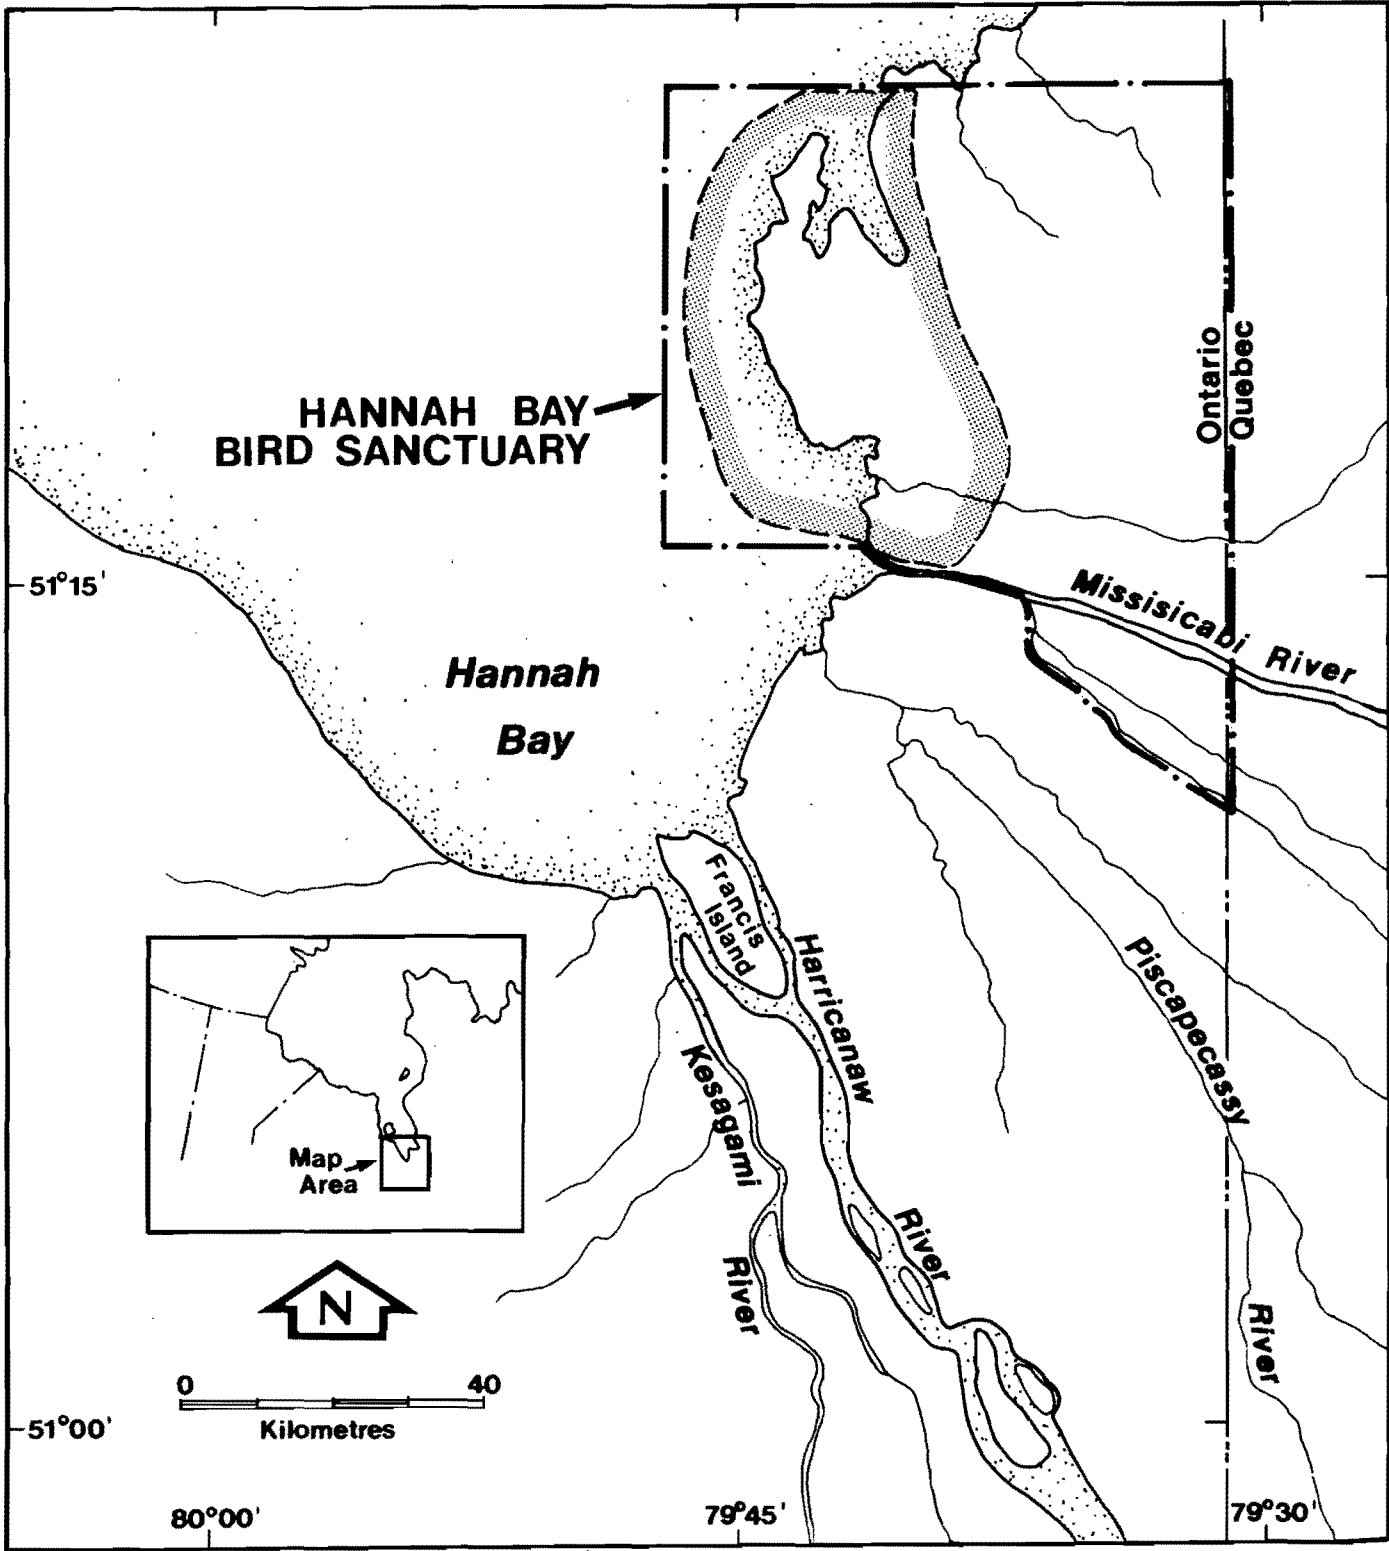 Ontario
Quebec
HANNAH BAY
BIRD SANCTUARY
51°15'
Missisicabi River
Hannah
Bay
Francis
Island
Harricanaw
River
Piscapecassy
River
Kesagami
River
Map
Area
N
0 40
Kilometres
51°00'
80°00' 79°45' 79°30'